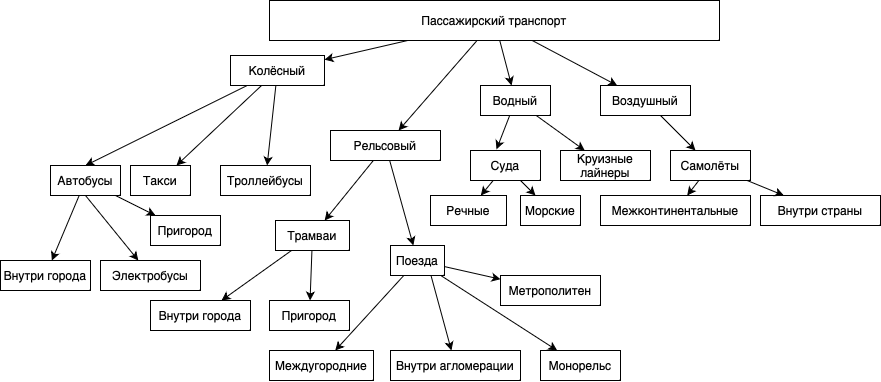 Пассажирский транспорт
Колёсный
Водный
Воздушный
Рельсовый
Автобусы
Такси
Троллейбусы
Суда
Круизные
лайнеры
Самолёты
Речные
Морские
Межконтинентальные
Внутри страны
Пригород
Трамваи
Поезда
Внутри города
Электробусы
Метрополитен
Внутри города
Пригород
Междугородние
Внутри агломерации
Монорельс